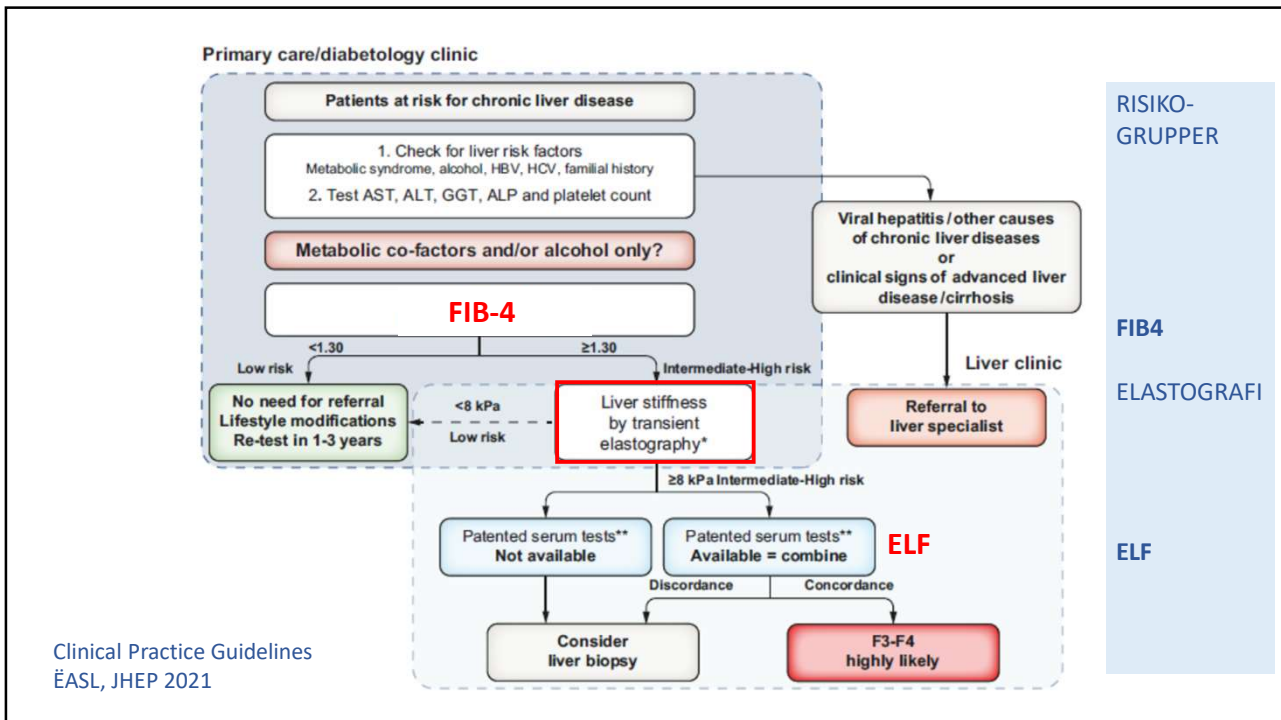 Primary care/diabetology clinic
Patients at risk for chronic liver disease
1. Check for liver risk factors
Metabolic syndrome, alcohol, HBV, HCV, familial history
2. Test AST, ALT, GGT, ALP and platelet count
Metabolic co-factors and/or alcohol only?
FIB-4
<1.30
≥1.30
Low risk
Intermediate-High risk
No need for referral
Lifestyle modifications
Re-test in 1-3 years
<8 kPa
Low risk
Liver stiffness
by transient
elastography*
Viral hepatitis/other causes
of chronic liver diseases
or
clinical signs of advanced liver
disease/cirrhosis
Liver clinic
Referral to
liver specialist
≥8 kPa Intermediate-High risk
Patented serum tests**
Not available
Patented serum tests**
Available = combine
ELF
Discordance
Concordance
Consider
liver biopsy
F3-F4
highly likely
Clinical Practice Guidelines
ËASL, JHEP 2021
RISIKO-
GRUPPER
FIB4
ELASTOGRAFI
ELF